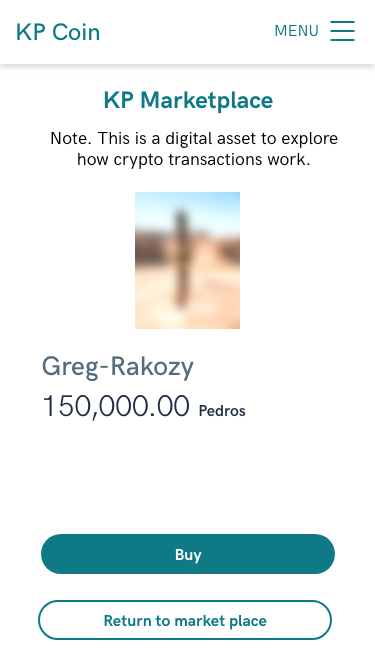 KP Coin
MENU
KP Marketplace
Note. This is a digital asset to explore
how crypto transactions work.
Greg-Rakozy
150,000.00 Pedros
Buy
Return to market place